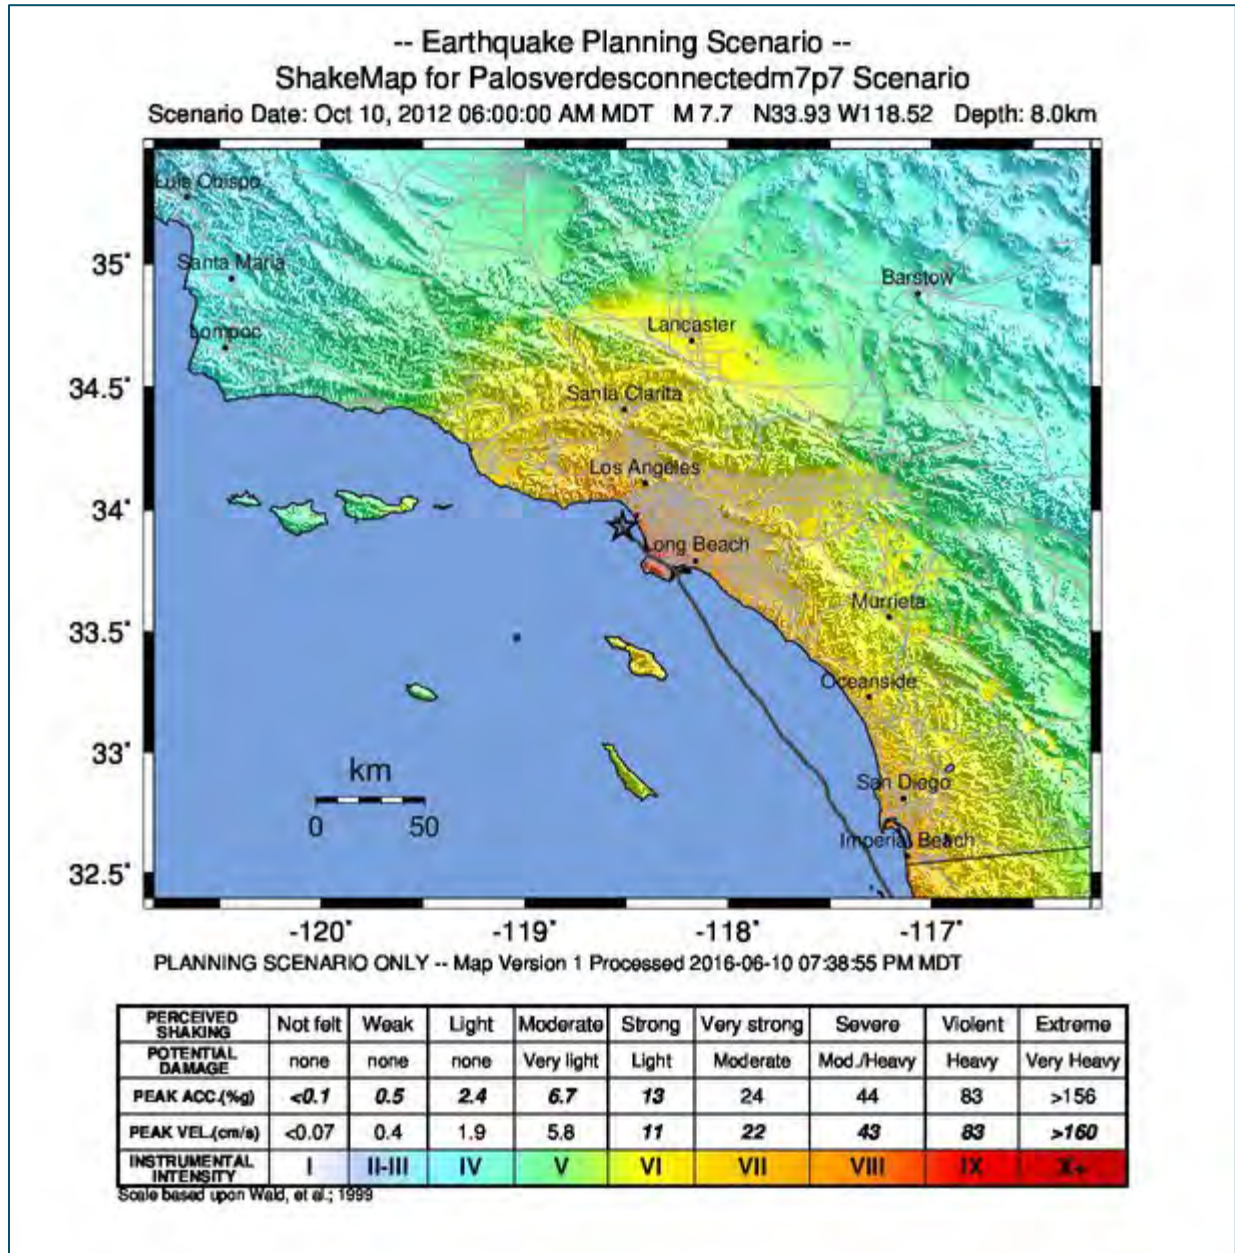 -- Earthquake Planning Scenario --
ShakeMap for Palosverdesconnectedm7p7 Scenario
Scenario Date: Oct 10, 2012 06:00:00 AM MDT M 7.7 N33.93 W118.52 Depth: 8.0km
Luis Obispo
35˚
Santa Maria
Barstow
Lompoc
Lancaster
34.5˚
Santa Clarita
Los Angeles
34˚
Long Beach
Murrieta
33.5˚
Oceanside
33˚
km
San Diego
0 50
Imperial Beach
32.5˚
-120˚ -119˚ -118˚ -117˚
PLANNING SCENARIO ONLY -- Map Version 1 Processed 2016-06-10 07:38:55 PM MDT
PERCEIVED SHAKING Not felt Weak Light Moderate Strong Very strong Severe Violent Extreme
POTENTIAL DAMAGE none none none Very light Light Moderate Mod./Heavy Heavy Very Heavy
PEAK ACC.(%g) <0.1 0.5 2.4 6.7 13 24 44 83 >156
PEAK VEL.(cm/s) <0.07 0.4 1.9 5.8 11 22 43 83 >160
INSTRUMENTAL INTENSITY I II-III IV V VI VII VIII IX X+
Scale based upon Wald, et al.; 1999